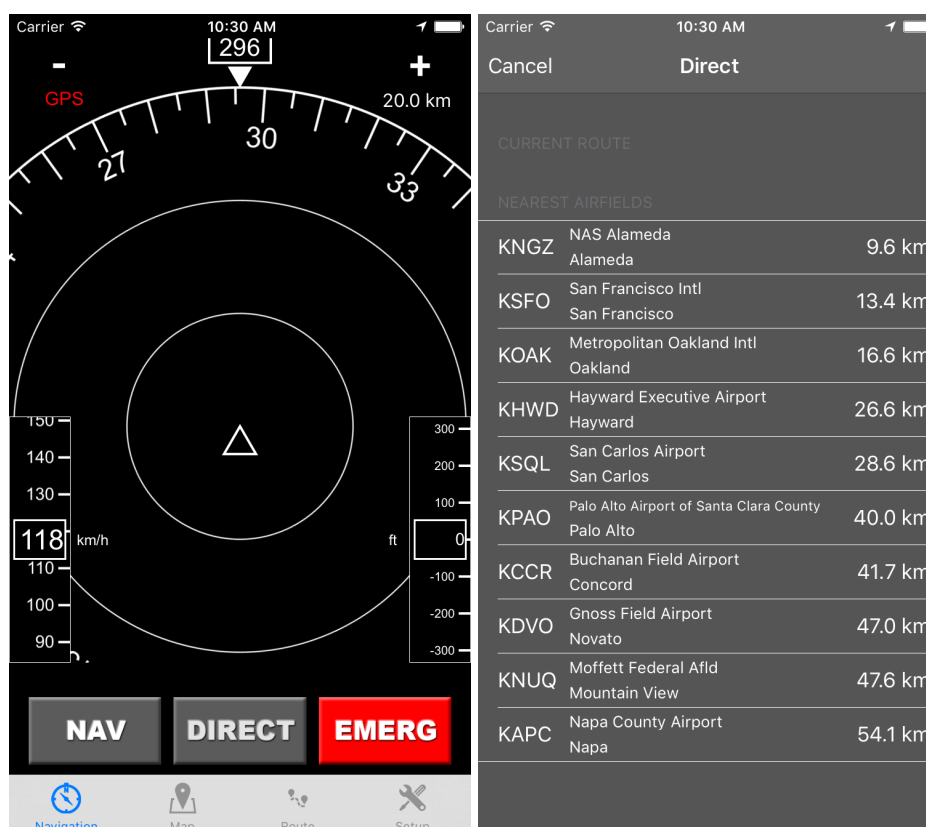 Carrier 10:30 AM
296
-
+
GPS
20.0 km
27
30
33
150
140
130
118 km/h
110
100
90
300
200
100
ft 0
-100
-200
-300
NAV DIRECT EMERG
Navigation Map Route Setup
Carrier 10:30 AM
Cancel Direct
CURRENT ROUTE
NEAREST AIRFIELDS
KNGZ NAS Alameda 9.6 km
Alameda
KSFO San Francisco Intl 13.4 km
San Francisco
KOAK Metropolitan Oakland Intl 16.6 km
Oakland
KHWD Hayward Executive Airport 26.6 km
Hayward
KSQL San Carlos Airport 28.6 km
San Carlos
KPAO Palo Alto Airport of Santa Clara County 40.0 km
Palo Alto
KCCR Buchanan Field Airport 41.7 km
Concord
KDVO Gnoss Field Airport 47.0 km
Novato
KNUQ Moffett Federal Afld 47.6 km
Mountain View
KAPC Napa County Airport 54.1 km
Napa